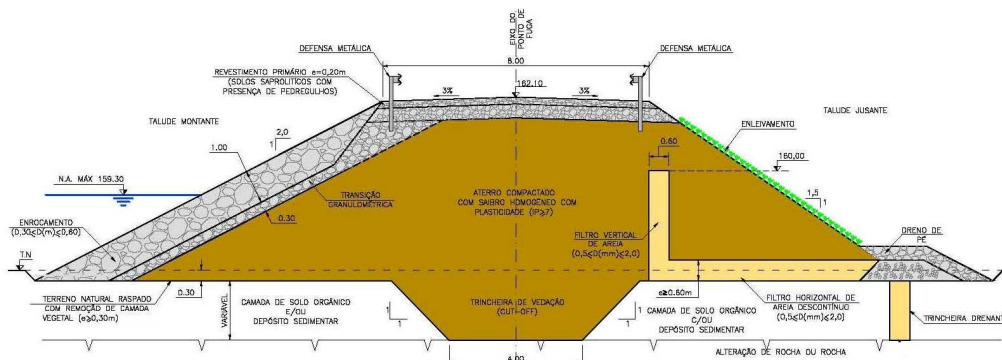 EIXO DO
PONTO DE
FUGA
DEFENSA METÁLICA
DEFENSA METÁLICA
8.00
REVESTIMENTO PRIMÁRIO e=0,20m
(SOLOS SAPROLÍTICOS COM
PRESENÇA DE PEDREGULHOS)
162.10
3%
3%
TALUDE MONTANTE
TALUDE JUSANTE
2,0
1
ENLEIVAMENTO
1.00
0.60
160,00
N.A. MÁX 159.30
TRANSIÇÃO
GRANULOMÉTRICA
0.30
ATERRO COMPACTADO
COM SAIBRO HOMOGÊNEO COM
PLASTICIDADE (IP≥7)
1,5
1
ENROCAMENTO
(0,30≤D(m)≤0,60)
FILTRO VERTICAL
DE AREIA
(0,5≤D(mm)≤2,0)
DRENO DE
PÉ
T.N
TERRENO NATURAL RASPADO
COM REMOÇÃO DE CAMADA
VEGETAL (e≥0,30m)
0.30
VARIÁVEL
CAMADA DE SOLO ORGÂNICO
E/OU
DEPÓSITO SEDIMENTAR
1
1
TRINCHEIRA DE VEDAÇÃO
(CUT-OFF)
1
1
e≥0.60m
CAMADA DE SOLO ORGÂNICO
C/OU
DEPÓSITO SEDIMENTAR
FILTRO HORIZONTAL DE
AREIA DESCONTÍNUO
(0,5≤D(mm)≤2,0)
TRINCHEIRA DRENANT
4.00
ALTERAÇÃO DE ROCHA OU ROCHA